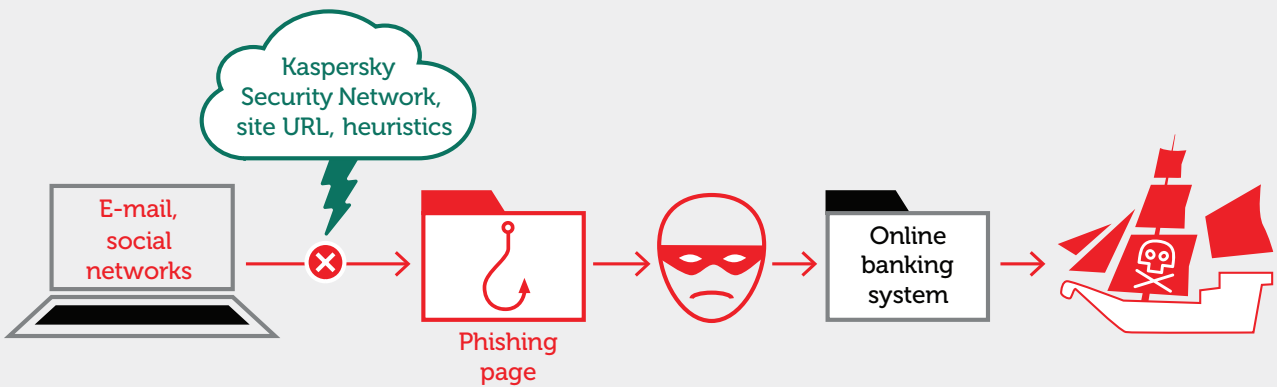 Kaspersky
Security Network,
site URL, heuristics
E-mail,
social
networks
Phishing
page
Online
banking
system